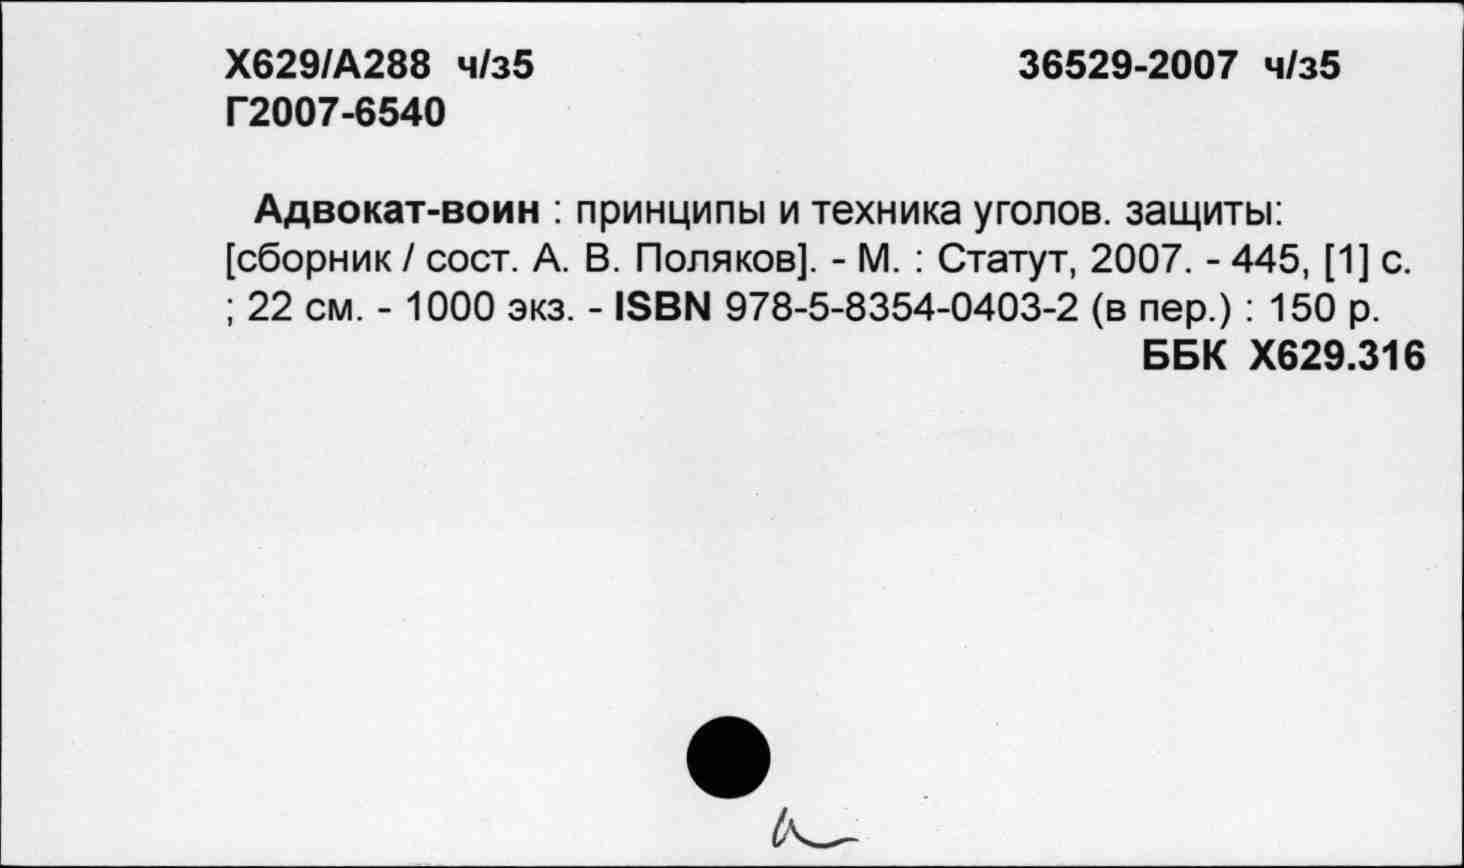 Х629/А288 ч/з5 36529-2007 ч/з5
Г2007-6540
Адвокат-воин : принципы и техника уголов. защиты:
[сборник / сост. А. В. Поляков]. - М. : Статут, 2007. - 445, [1] с.
; 22 см. - 1000 экз. - ISBN 978-5-8354-0403-2 (в пер.) : 150 р.
ББК Х629.316